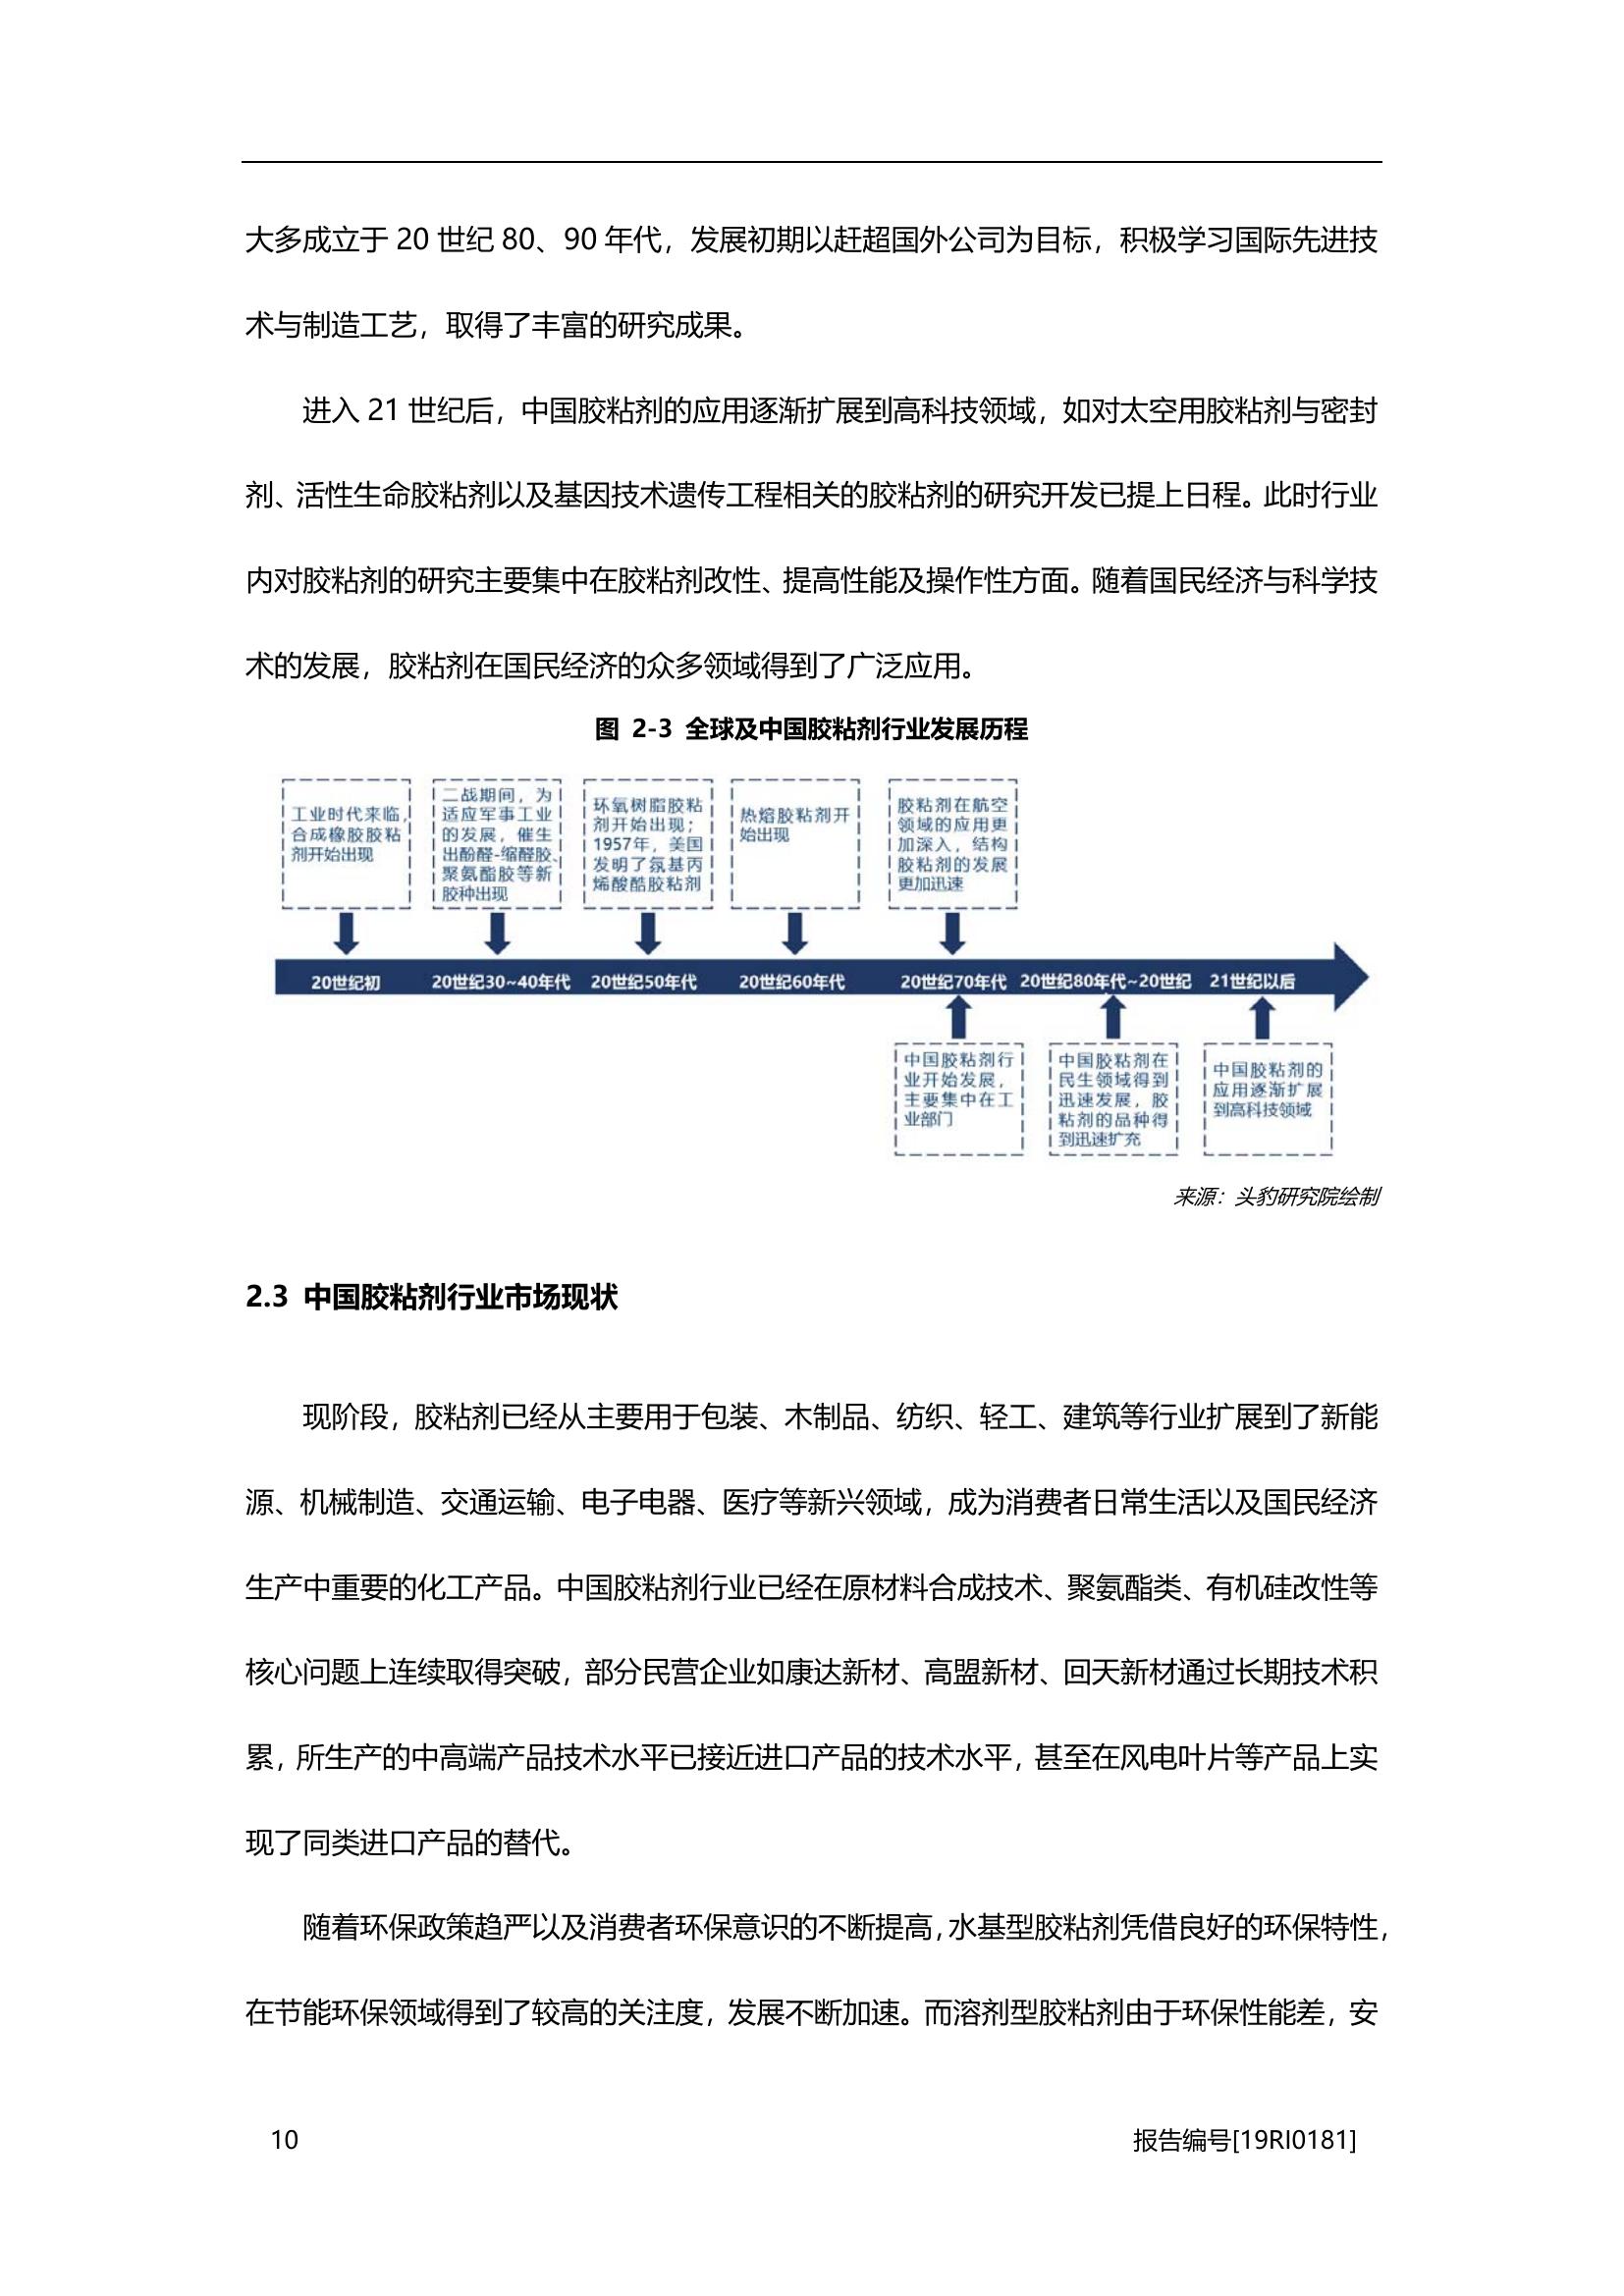 大多成立于 20 世纪 80、90 年代，发展初期以赶超国外公司为目标，积极学习国际先进技
术与制造工艺，取得了丰富的研究成果。
进入 21 世纪后，中国胶粘剂的应用逐渐扩展到高科技领域，如对太空用胶粘剂与密封
剂、活性生命胶粘剂以及基因技术遗传工程相关的胶粘剂的研究开发已提上日程。此时行业
内对胶粘剂的研究主要集中在胶粘剂改性、提高性能及操作性方面。随着国民经济与科学技
术的发展，胶粘剂在国民经济的众多领域得到了广泛应用。
图 2-3 全球及中国胶粘剂行业发展历程
工业时代来临，
合成橡胶胶粘
剂开始出现
二战期间，为
适应军事工业
的发展，催生
出酚醛-缩醛胶、
聚氨酯胶等新
胶种出现
环氧树脂胶粘
剂开始出现；
1957年，美国
发明了氰基丙
烯酸酯胶粘剂
热熔胶粘剂开
始出现
胶粘剂在航空
领域的应用更
加深入，结构
胶粘剂的发展
更加迅速
20世纪初
20世纪30~40年代
20世纪50年代
20世纪60年代
20世纪70年代
20世纪80年代~20世纪
21世纪以后
中国胶粘剂行
业开始发展，
主要集中在工
业部门
中国胶粘剂在
民生领域得到
迅速发展，胶
粘剂的品种得
到迅速扩充
中国胶粘剂的
应用逐渐扩展
到高科技领域
来源：头豹研究院绘制
2.3 中国胶粘剂行业市场现状
现阶段，胶粘剂已经从主要用于包装、木制品、纺织、轻工、建筑等行业扩展到了新能
源、机械制造、交通运输、电子电器、医疗等新兴领域，成为消费者日常生活以及国民经济
生产中重要的化工产品。中国胶粘剂行业已经在原材料合成技术、聚氨酯类、有机硅改性等
核心问题上连续取得突破，部分民营企业如康达新材、高盟新材、回天新材通过长期技术积
累，所生产的中高端产品技术水平已接近进口产品的技术水平，甚至在风电叶片等产品上实
现了同类进口产品的替代。
随着环保政策趋严以及消费者环保意识的不断提高，水基型胶粘剂凭借良好的环保特性，
在节能环保领域得到了较高的关注度，发展不断加速。而溶剂型胶粘剂由于环保性能差，安
10
报告编号[19RI0181]